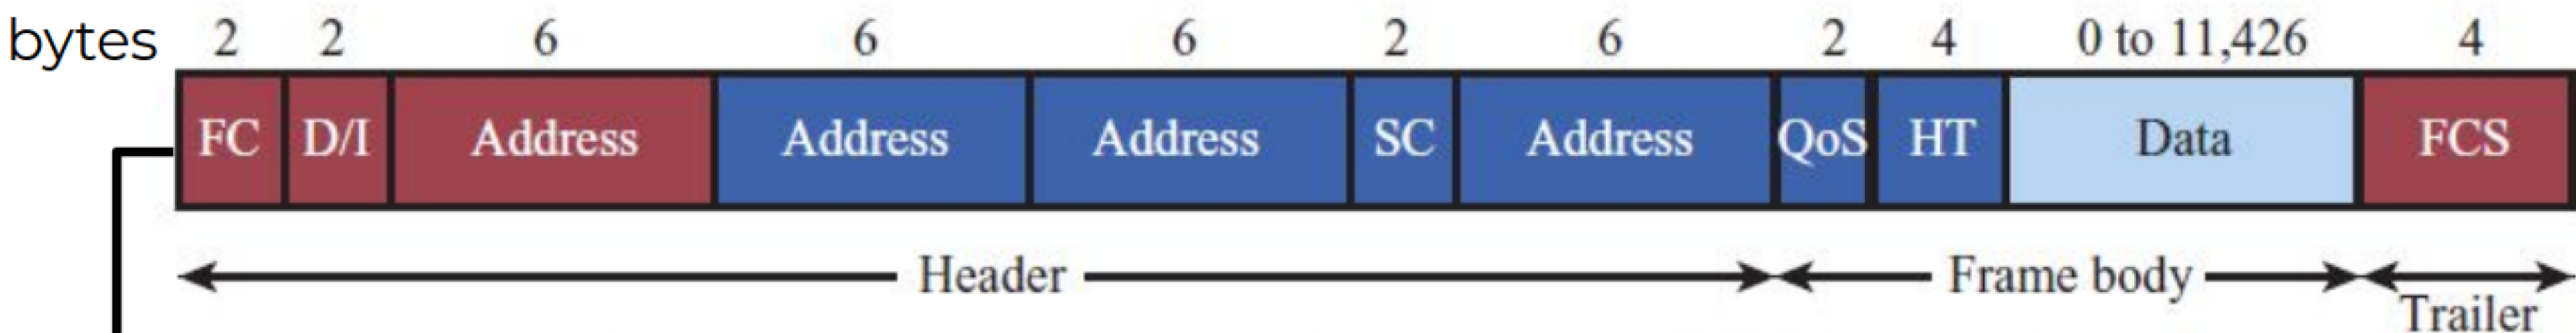 bytes 2 2 6 6 6 2 6 2 4 0 to 11,426 4
FC D/I Address Address Address SC Address QoS HT Data FCS
Header Frame body
Trailer